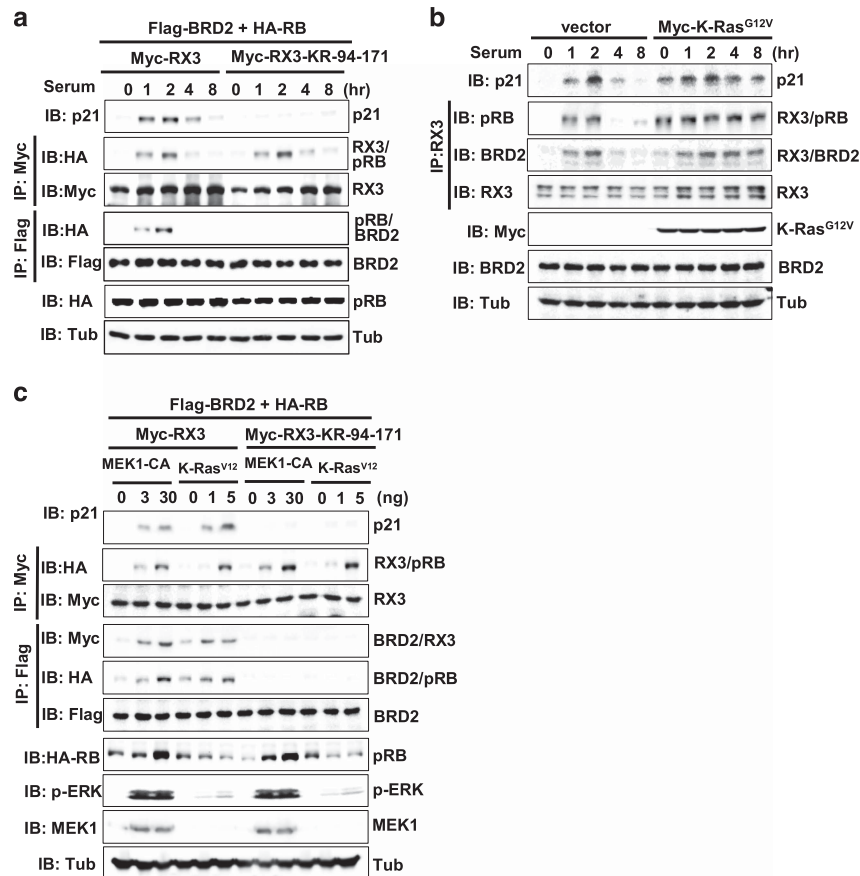 a
Flag-BRD2 + HA-RB
Myc-RX3 Myc-RX3-KR-94-171
Serum 0 1 2 4 8 0 1 2 4 8 (hr)
IB: p21 p21
IP: Myc
IB:HA RX3/pRB
IB:Myc RX3
IP: Flag
IB:HA pRB/BRD2
IB: Flag BRD2
IB: HA pRB
IB: Tub Tub
b
vector Myc-K-RasG12V
Serum 0 1 2 4 8 0 1 2 4 8 (hr)
IB: p21 p21
IP:RX3
IB: pRB RX3/pRB
IB: BRD2 RX3/BRD2
IB: RX3 RX3
IB: Myc K-RasG12V
IB: BRD2 BRD2
IB: Tub Tub
c
Flag-BRD2 + HA-RB
Myc-RX3 Myc-RX3-KR-94-171
MEK1-CA K-RasV12 MEK1-CA K-RasV12
0 3 30 0 1 5 0 3 30 0 1 5 (ng)
IB: p21 p21
IP: Myc
IB:HA RX3/pRB
IB: Myc RX3
IP: Flag
IB: Myc BRD2/RX3
IB: HA BRD2/pRB
IB: Flag BRD2
IB:HA-RB pRB
IB: p-ERK p-ERK
IB: MEK1 MEK1
IB: Tub Tub